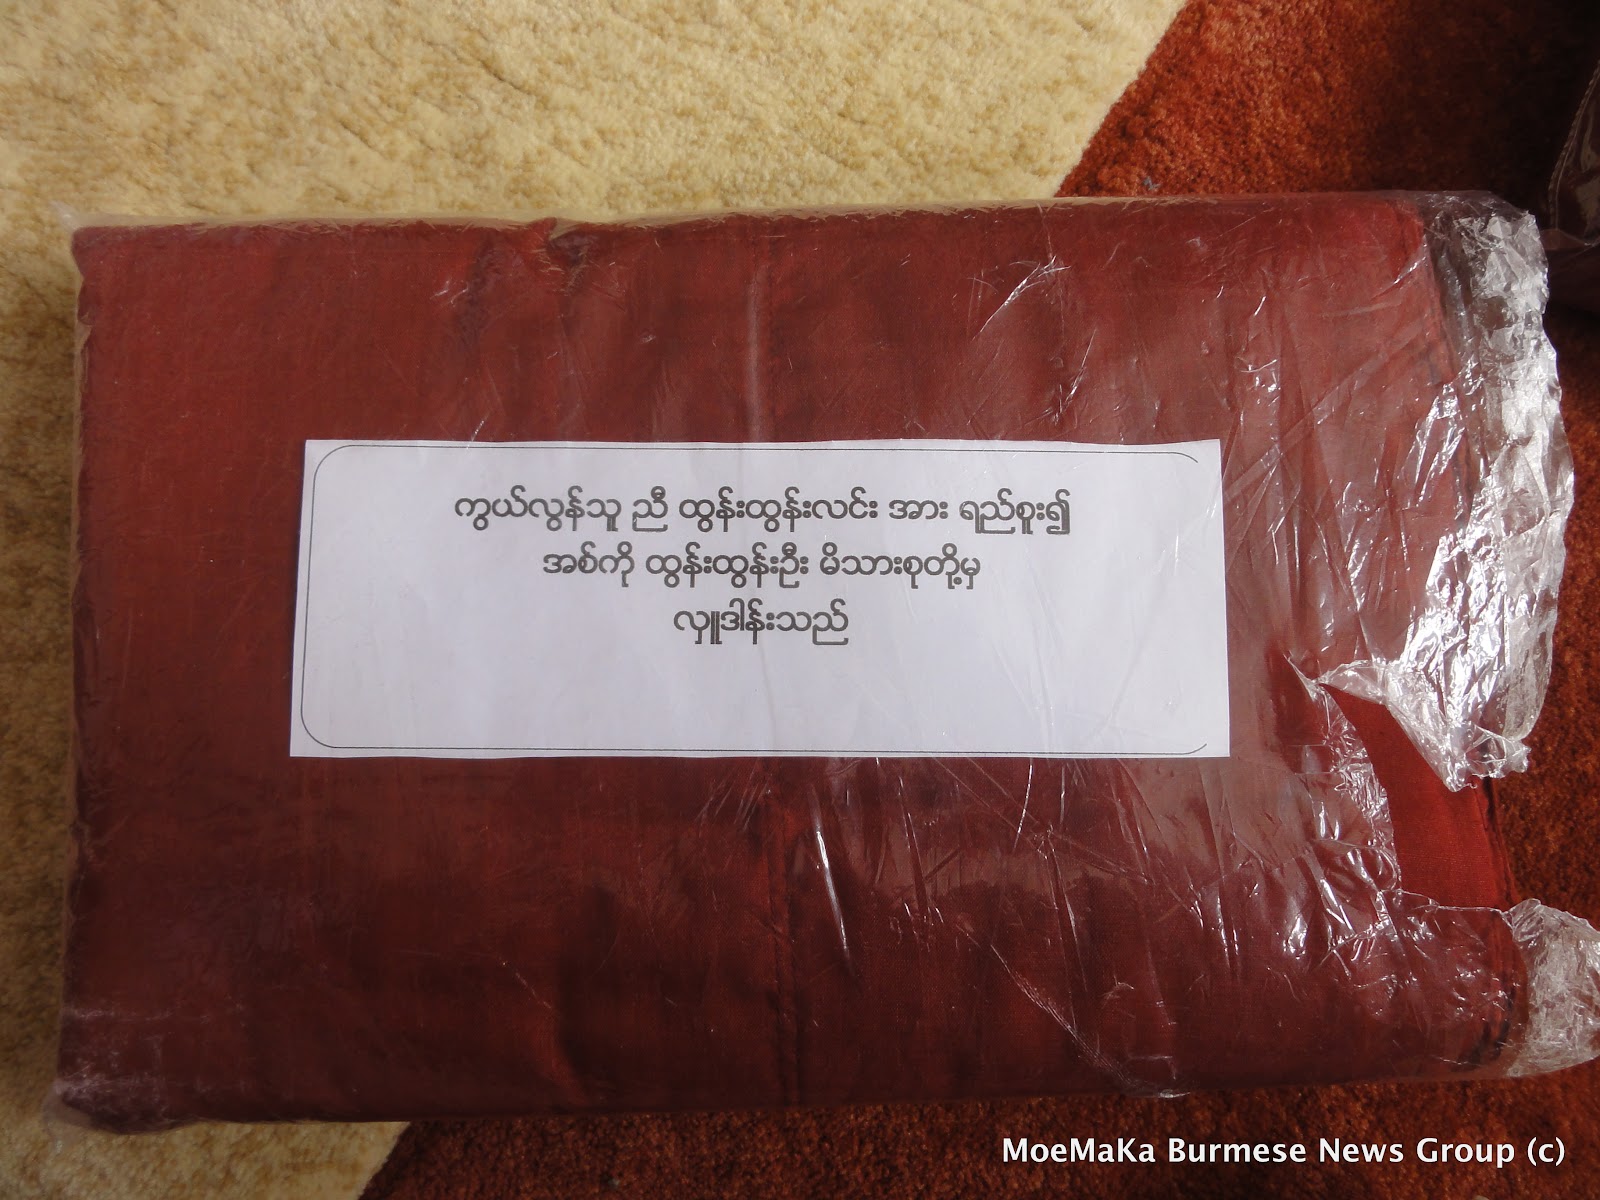 ကွယ်လွန်သူ ညီ ထွန်းထွန်းလင်း အား ရည်စူး၍
အစ်ကို ထွန်းထွန်းဦး မိသားစုတို့မှ
လှူဒါန်းသည်
MoeMaKa Burmese News Group (c)